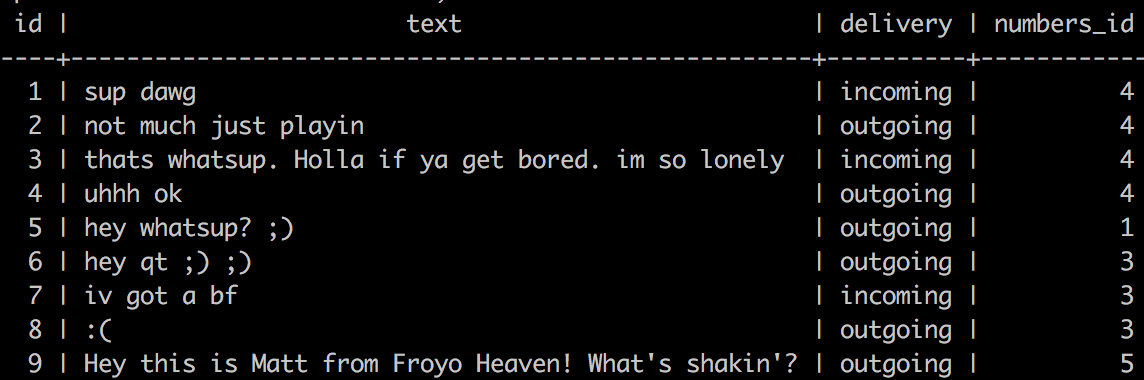 id |                        text                         | delivery | numbers_id
----+-----------------------------------------------------+----------+------------
  1 | sup dawg                                            | incoming |          4
  2 | not much just playin                                | outgoing |          4
  3 | thats whatsup. Holla if ya get bored. im so lonely  | incoming |          4
  4 | uhhh ok                                             | outgoing |          4
  5 | hey whatsup? ;)                                     | outgoing |          1
  6 | hey qt ;) ;)                                        | outgoing |          3
  7 | iv got a bf                                         | incoming |          3
  8 | :(                                                  | outgoing |          3
  9 | Hey this is Matt from Froyo Heaven! What's shakin'? | outgoing |          5